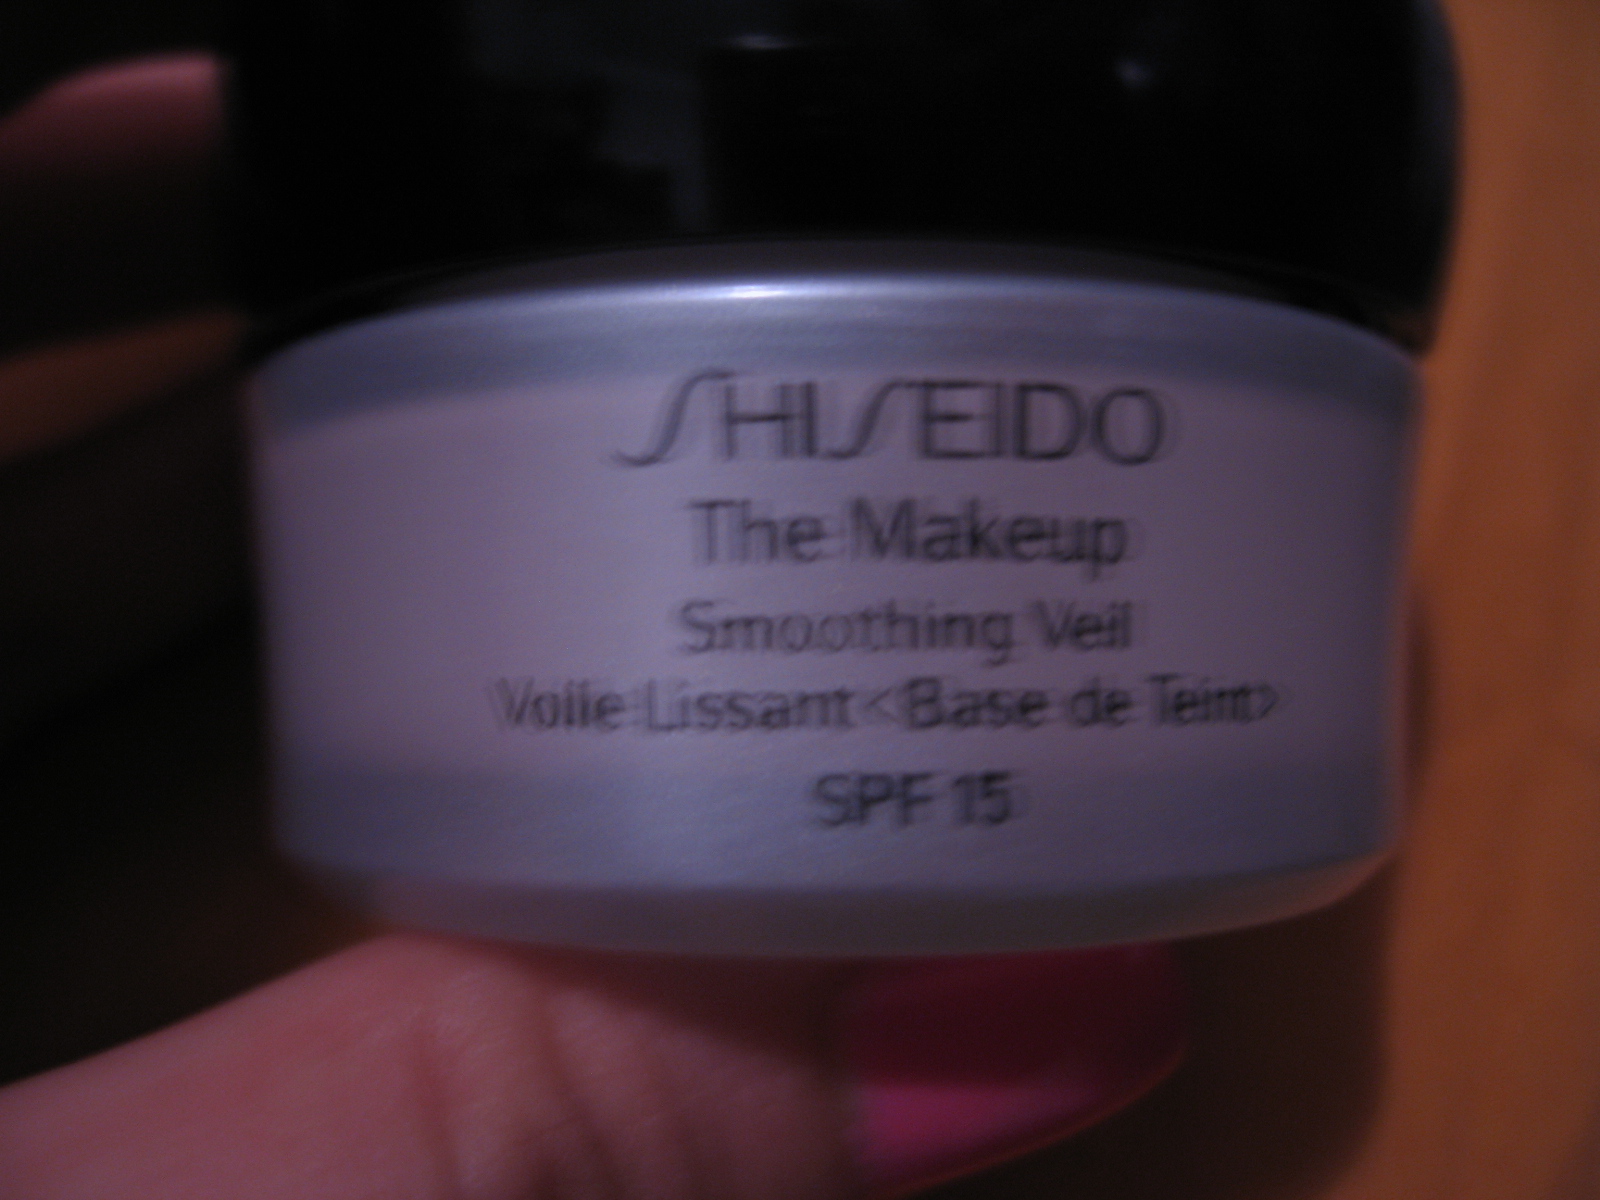 SHISEIDO
The Makeup
Smoothing Veil
Voile Lissant <Base de Teint>
SPF 15